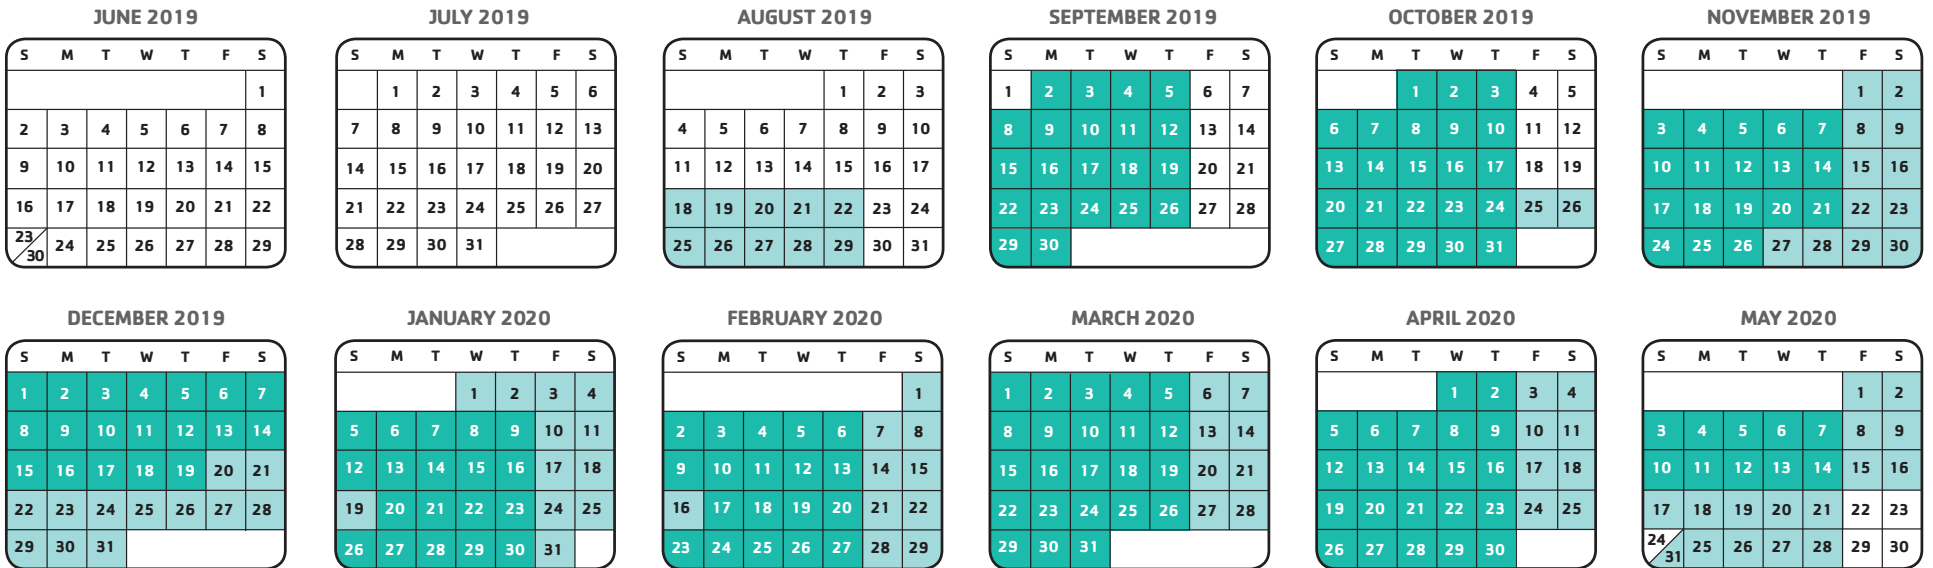 JUNE 2019 JULY 2019 AUGUST 2019 SEPTEMBER 2019 OCTOBER 2019 NOVEMBER 2019
S M T W T F S S M T W T F S S M T W T F S S M T W T F S S M T W T F S S M T W T F S
1 1 2 3 4 5 6 1 2 3 1 2 3 4 5 6 7 1 2 3 4 5 1 2
2 3 4 5 6 7 8 7 8 9 10 11 12 13 4 5 6 7 8 9 10 8 9 10 11 12 13 14 6 7 8 9 10 11 12 3 4 5 6 7 8 9
9 10 11 12 13 14 15 14 15 16 17 18 19 20 11 12 13 14 15 16 17 15 16 17 18 19 20 21 13 14 15 16 17 18 19 10 11 12 13 14 15 16
16 17 18 19 20 21 22 21 22 23 24 25 26 27 18 19 20 21 22 23 24 22 23 24 25 26 27 28 20 21 22 23 24 25 26 17 18 19 20 21 22 23
23/30 24 25 26 27 28 29 28 29 30 31 25 26 27 28 29 30 31 29 30 27 28 29 30 31 24 25 26 27 28 29 30
DECEMBER 2019 JANUARY 2020 FEBRUARY 2020 MARCH 2020 APRIL 2020 MAY 2020
S M T W T F S S M T W T F S S M T W T F S S M T W T F S S M T W T F S S M T W T F S
1 2 3 4 5 6 7 1 2 3 4 1 1 2 3 4 5 6 7 1 2 3 4 1 2
8 9 10 11 12 13 14 5 6 7 8 9 10 11 2 3 4 5 6 7 8 8 9 10 11 12 13 14 5 6 7 8 9 10 11 3 4 5 6 7 8 9
15 16 17 18 19 20 21 12 13 14 15 16 17 18 9 10 11 12 13 14 15 15 16 17 18 19 20 21 12 13 14 15 16 17 18 10 11 12 13 14 15 16
22 23 24 25 26 27 28 19 20 21 22 23 24 25 16 17 18 19 20 21 22 22 23 24 25 26 27 28 19 20 21 22 23 24 25 17 18 19 20 21 22 23
29 30 31 26 27 28 29 30 31 23 24 25 26 27 28 29 29 30 31 26 27 28 29 30 24/31 25 26 27 28 29 30